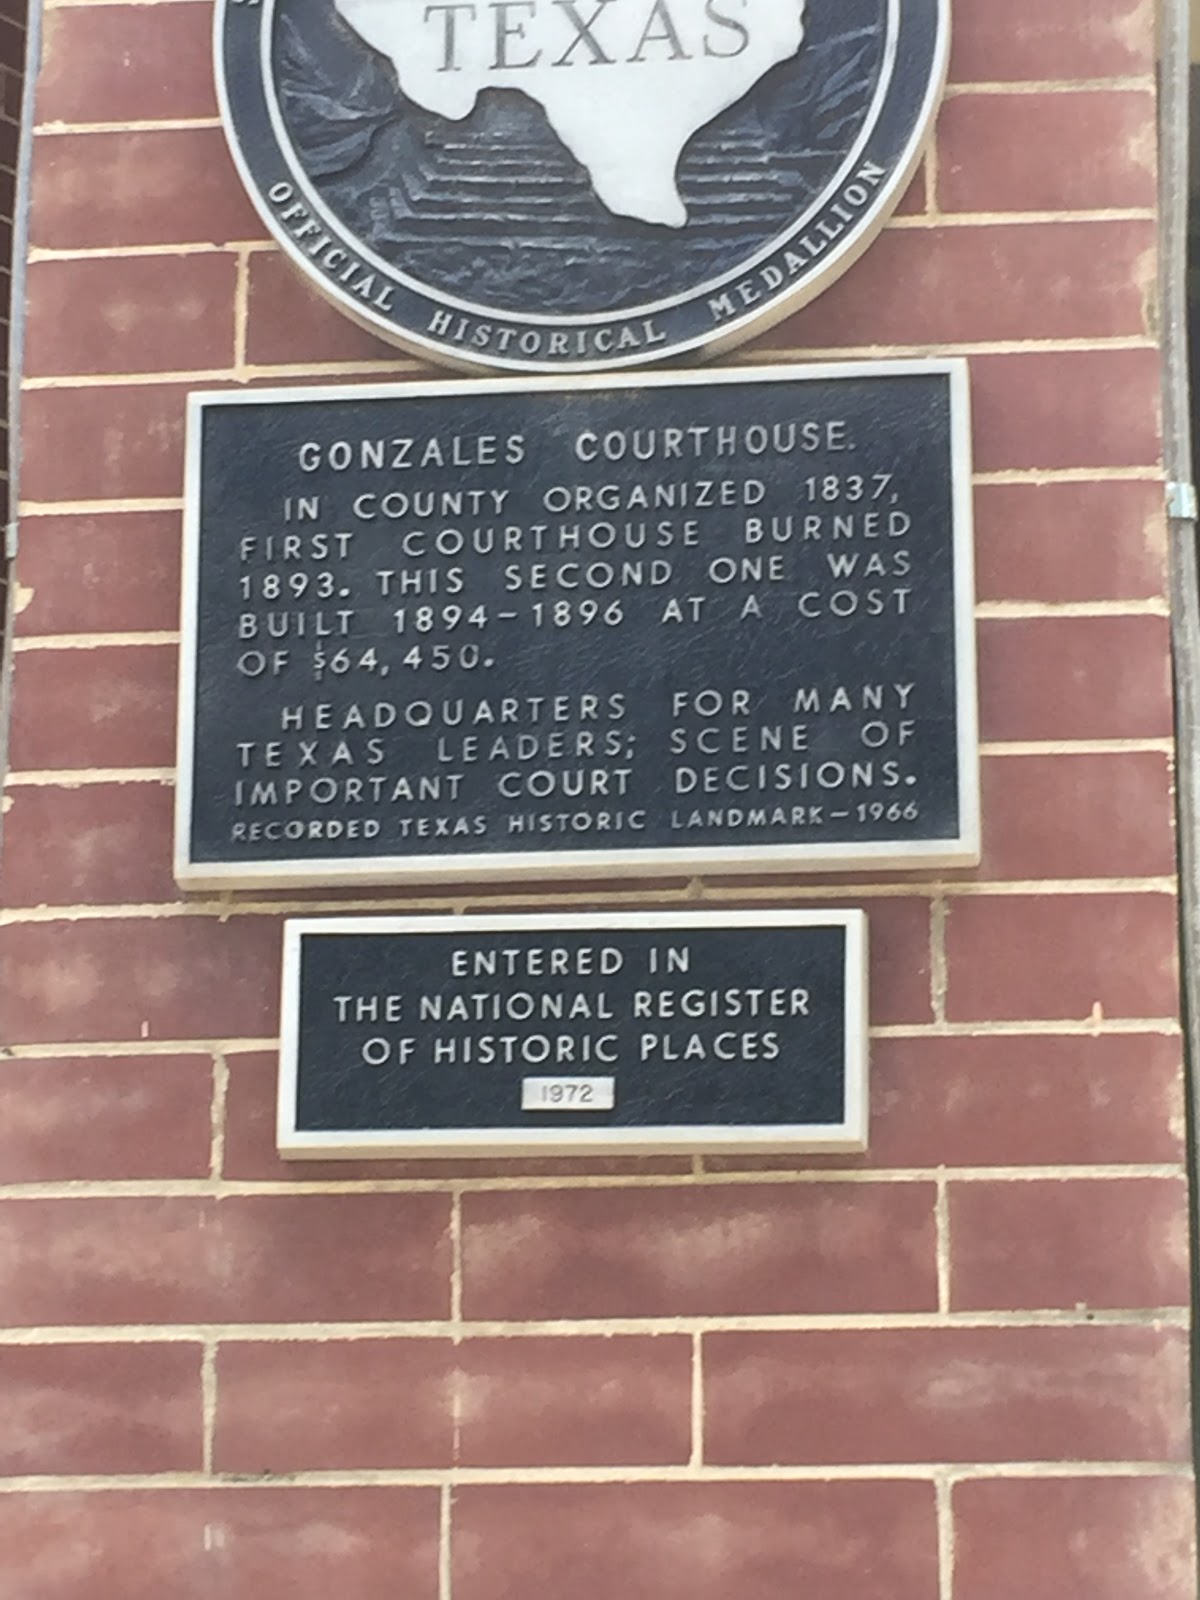 TEXAS
OFFICIAL HISTORICAL MEDALLION
GONZALES COURTHOUSE.
IN COUNTY ORGANIZED 1837,
FIRST COURTHOUSE BURNED
1893. THIS SECOND ONE WAS
BUILT 1894-1896 AT A COST
OF $64,450.
HEADQUARTERS FOR MANY
TEXAS LEADERS; SCENE OF
IMPORTANT COURT DECISIONS.
RECORDED TEXAS HISTORIC LANDMARK-1966
ENTERED IN
THE NATIONAL REGISTER
OF HISTORIC PLACES
1972